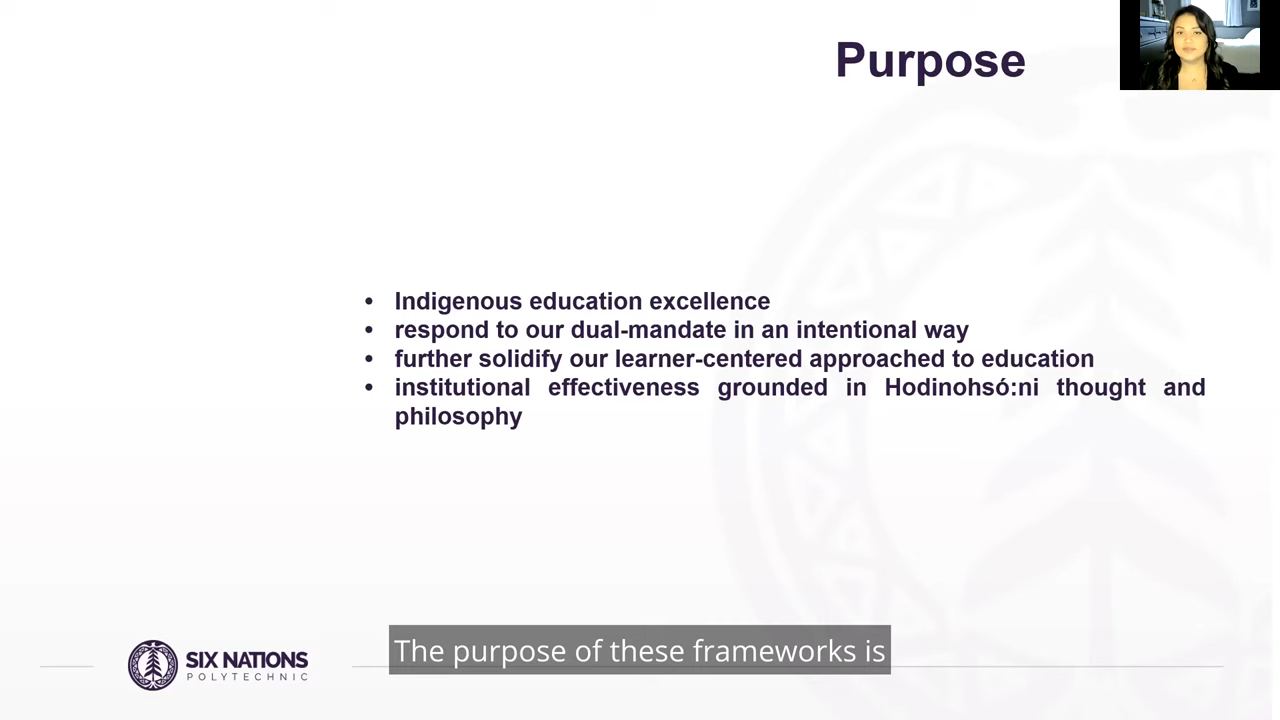 Purpose
• Indigenous education excellence
• respond to our dual-mandate in an intentional way
• further solidify our learner-centered approached to education
• institutional effectiveness grounded in Hodinohsó:ni thought and
philosophy
The purpose of these frameworks is
SIX NATIONS
POLYTECHNIC